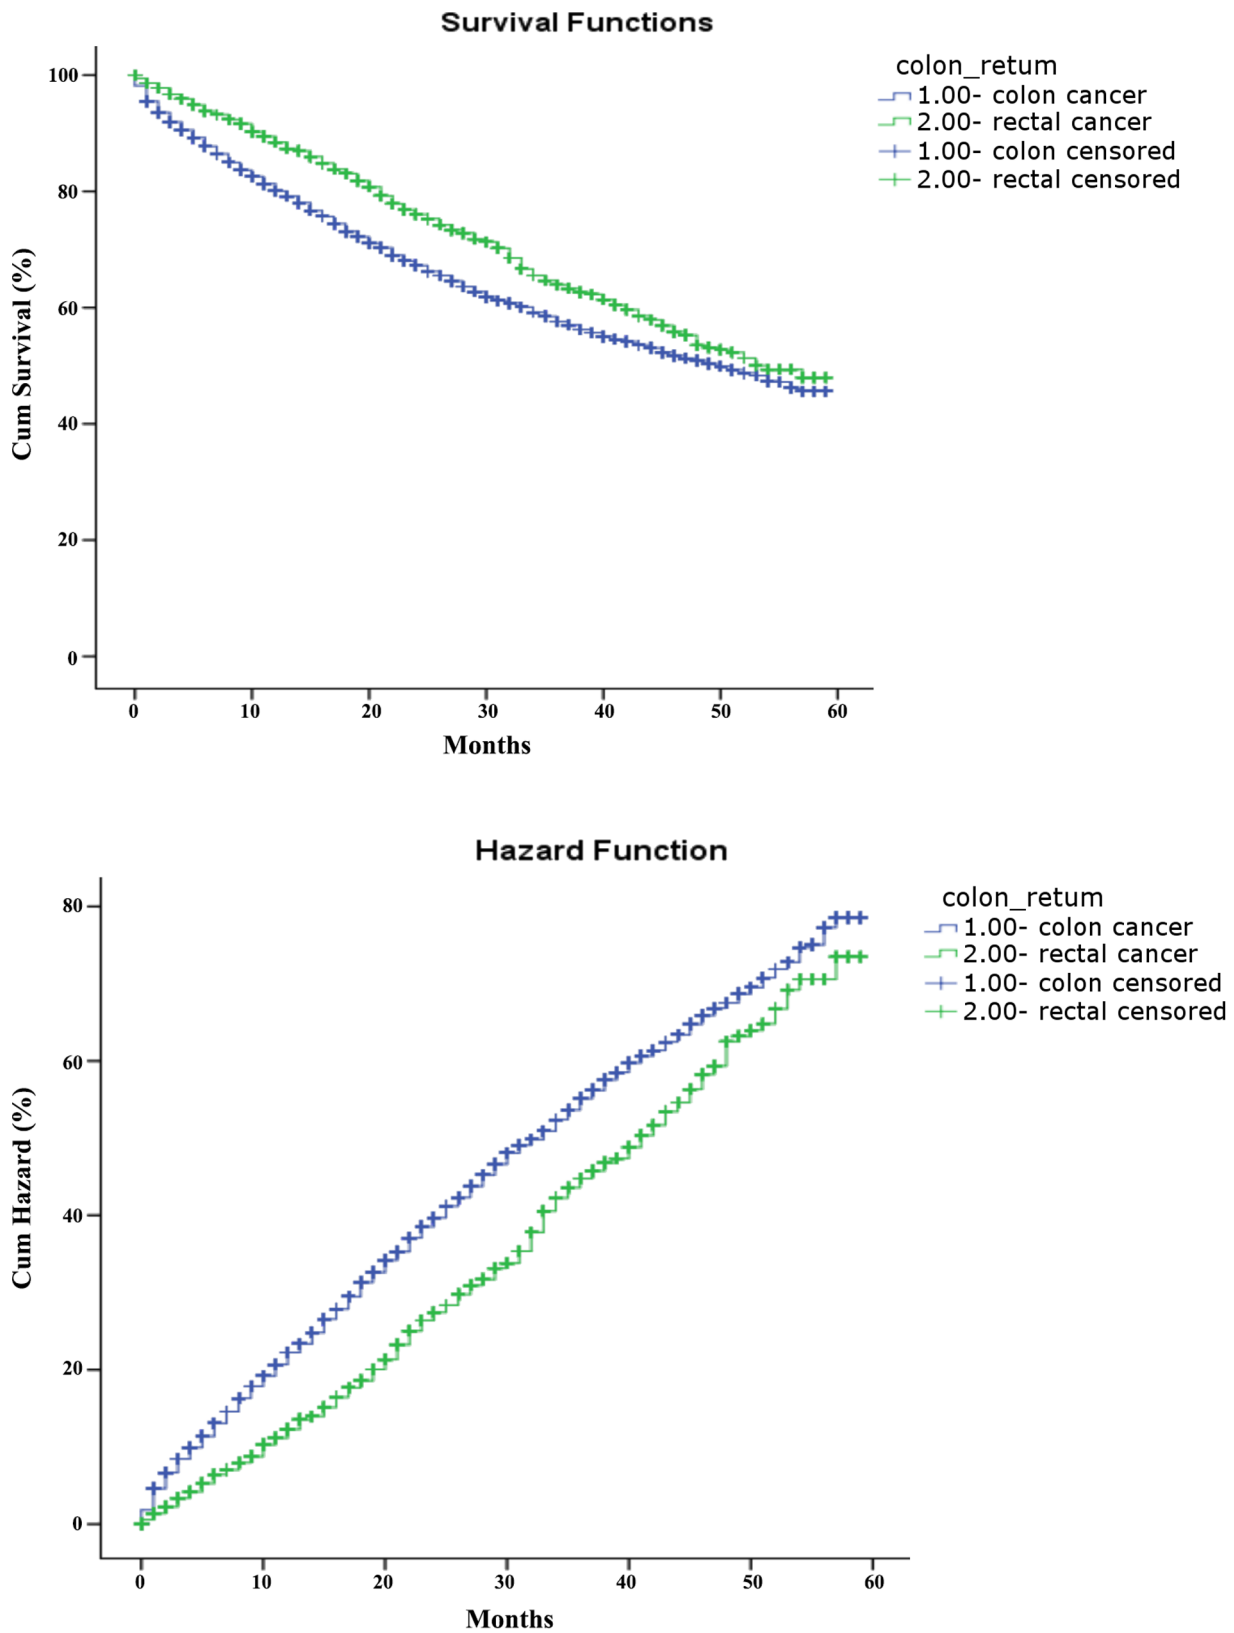 Survival Functions
colon_retum
1.00- colon cancer
2.00- rectal cancer
1.00- colon censored
2.00- rectal censored
Cum Survival (%)
100
80
60
40
20
0
0 10 20 30 40 50 60
Months
Hazard Function
colon_retum
1.00- colon cancer
2.00- rectal cancer
1.00- colon censored
2.00- rectal censored
Cum Hazard (%)
80
60
40
20
0
0 10 20 30 40 50 60
Months